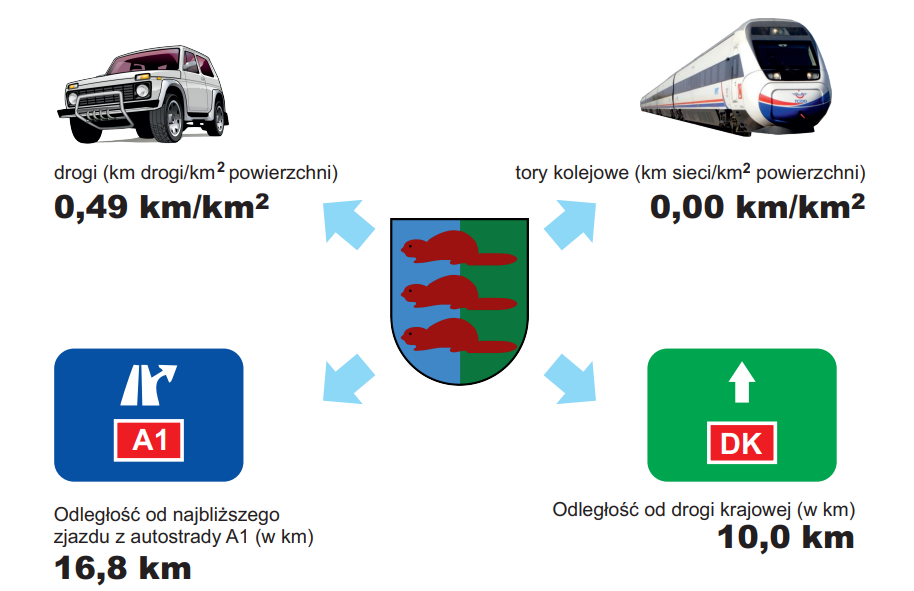 drogi (km drogi/km² powierzchni)
0,49 km/km²
tory kolejowe (km sieci/km² powierzchni)
0,00 km/km²
A1
Odległość od najbliższego
zjazdu z autostrady A1 (w km)
16,8 km
DK
Odległość od drogi krajowej (w km)
10,0 km